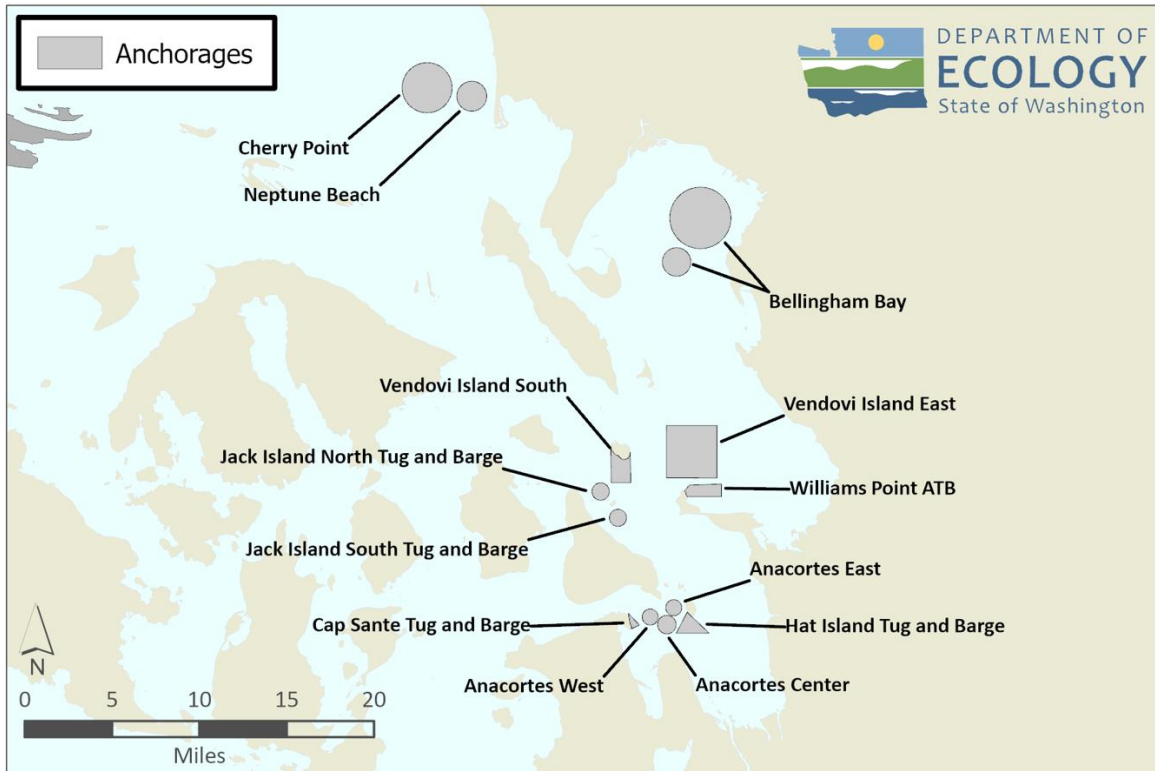 Anchorages
DEPARTMENT OF
ECOLOGY
State of Washington
Cherry Point
Neptune Beach
Bellingham Bay
Vendovi Island South
Vendovi Island East
Jack Island North Tug and Barge
Williams Point ATB
Jack Island South Tug and Barge
Anacortes East
Cap Sante Tug and Barge
Hat Island Tug and Barge
Anacortes West
Anacortes Center
N
0 5 10 15 20
Miles